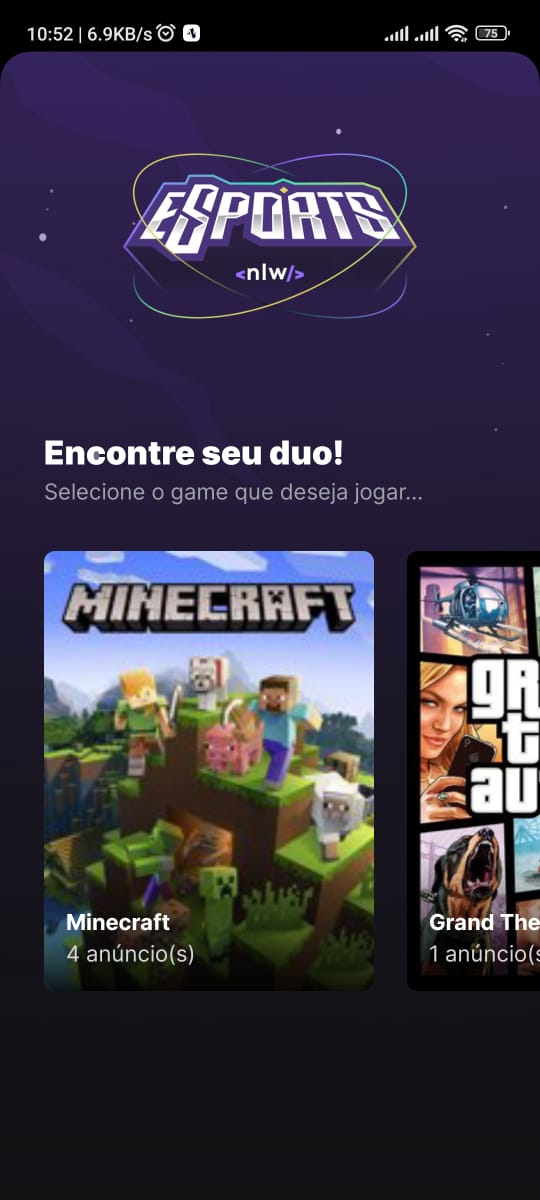 10:52 | 6.9KB/s
75
ESPORTS
<nlw/>
Encontre seu duo!
Selecione o game que deseja jogar...
MINECRAFT
Minecraft
4 anúncio(s)
gr
t
au
Grand The
1 anúncio(s